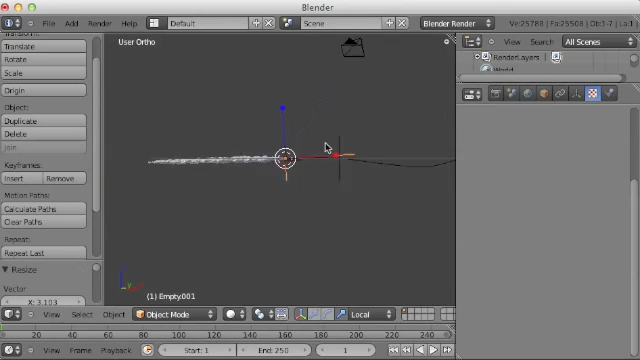 Blender
File Add Render Help Default Scene Blender Render Ve:25788 | Fa:25508 | Ob:1-7 | La:1
View Search All Scenes
RenderLayers
World
Transform:
Translate
Rotate
Scale
Origin
Object:
Duplicate
Delete
Join
Keyframes:
Insert Remove
Motion Paths:
Calculate Paths
Clear Paths
Repeat:
Repeat Last
Resize
Vector
X: 3.103
User Ortho
(1) Empty.001
View Select Object Object Mode Local
0 20 40 60 80 100 120 140 160 180 200 220 240
View Frame Playback Start: 1 End: 250 1